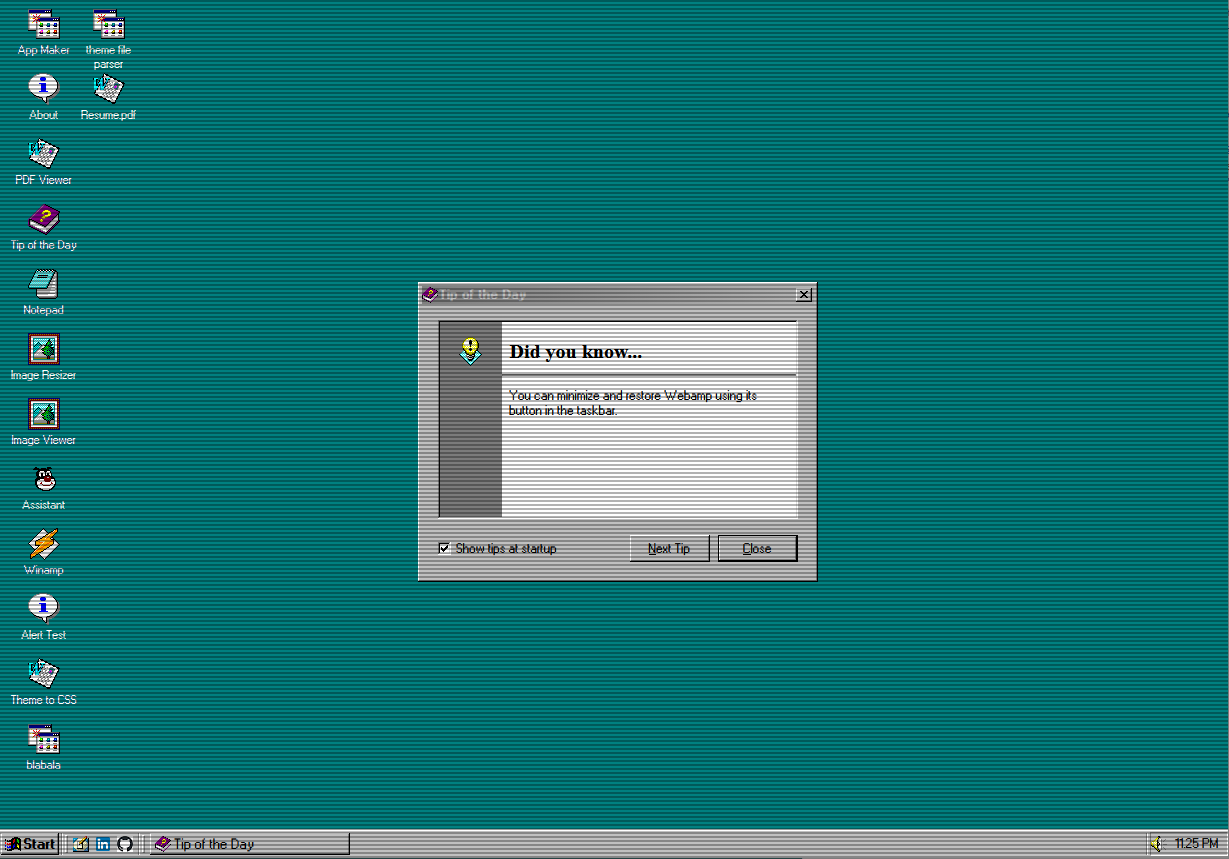 App Maker
theme file
parser
About
Resume.pdf
PDF Viewer
Tip of the Day
Notepad
Image Resizer
Image Viewer
Assistant
Winamp
Alert Test
Theme to CSS
blabala
Tip of the Day
Did you know...
You can minimize and restore Webamp using its
button in the taskbar.
Show tips at startup
Next Tip
Close
Start
in
Tip of the Day
11:25 PM